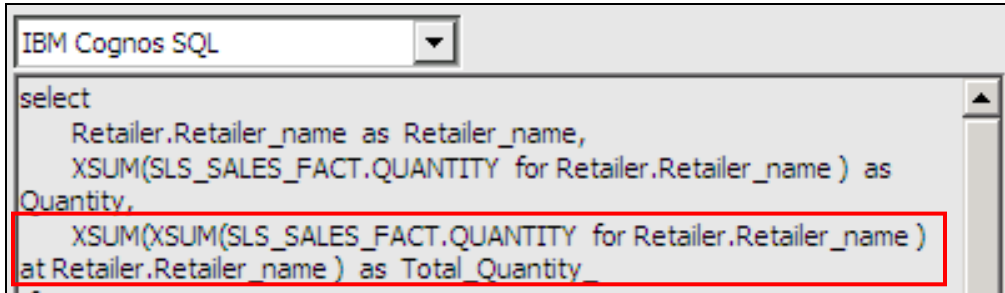 IBM Cognos SQL
select
Retailer.Retailer_name as Retailer_name,
XSUM(SLS_SALES_FACT.QUANTITY for Retailer.Retailer_name ) as
Quantity,
XSUM(XSUM(SLS_SALES_FACT.QUANTITY for Retailer.Retailer_name )
at Retailer.Retailer_name ) as Total_Quantity_